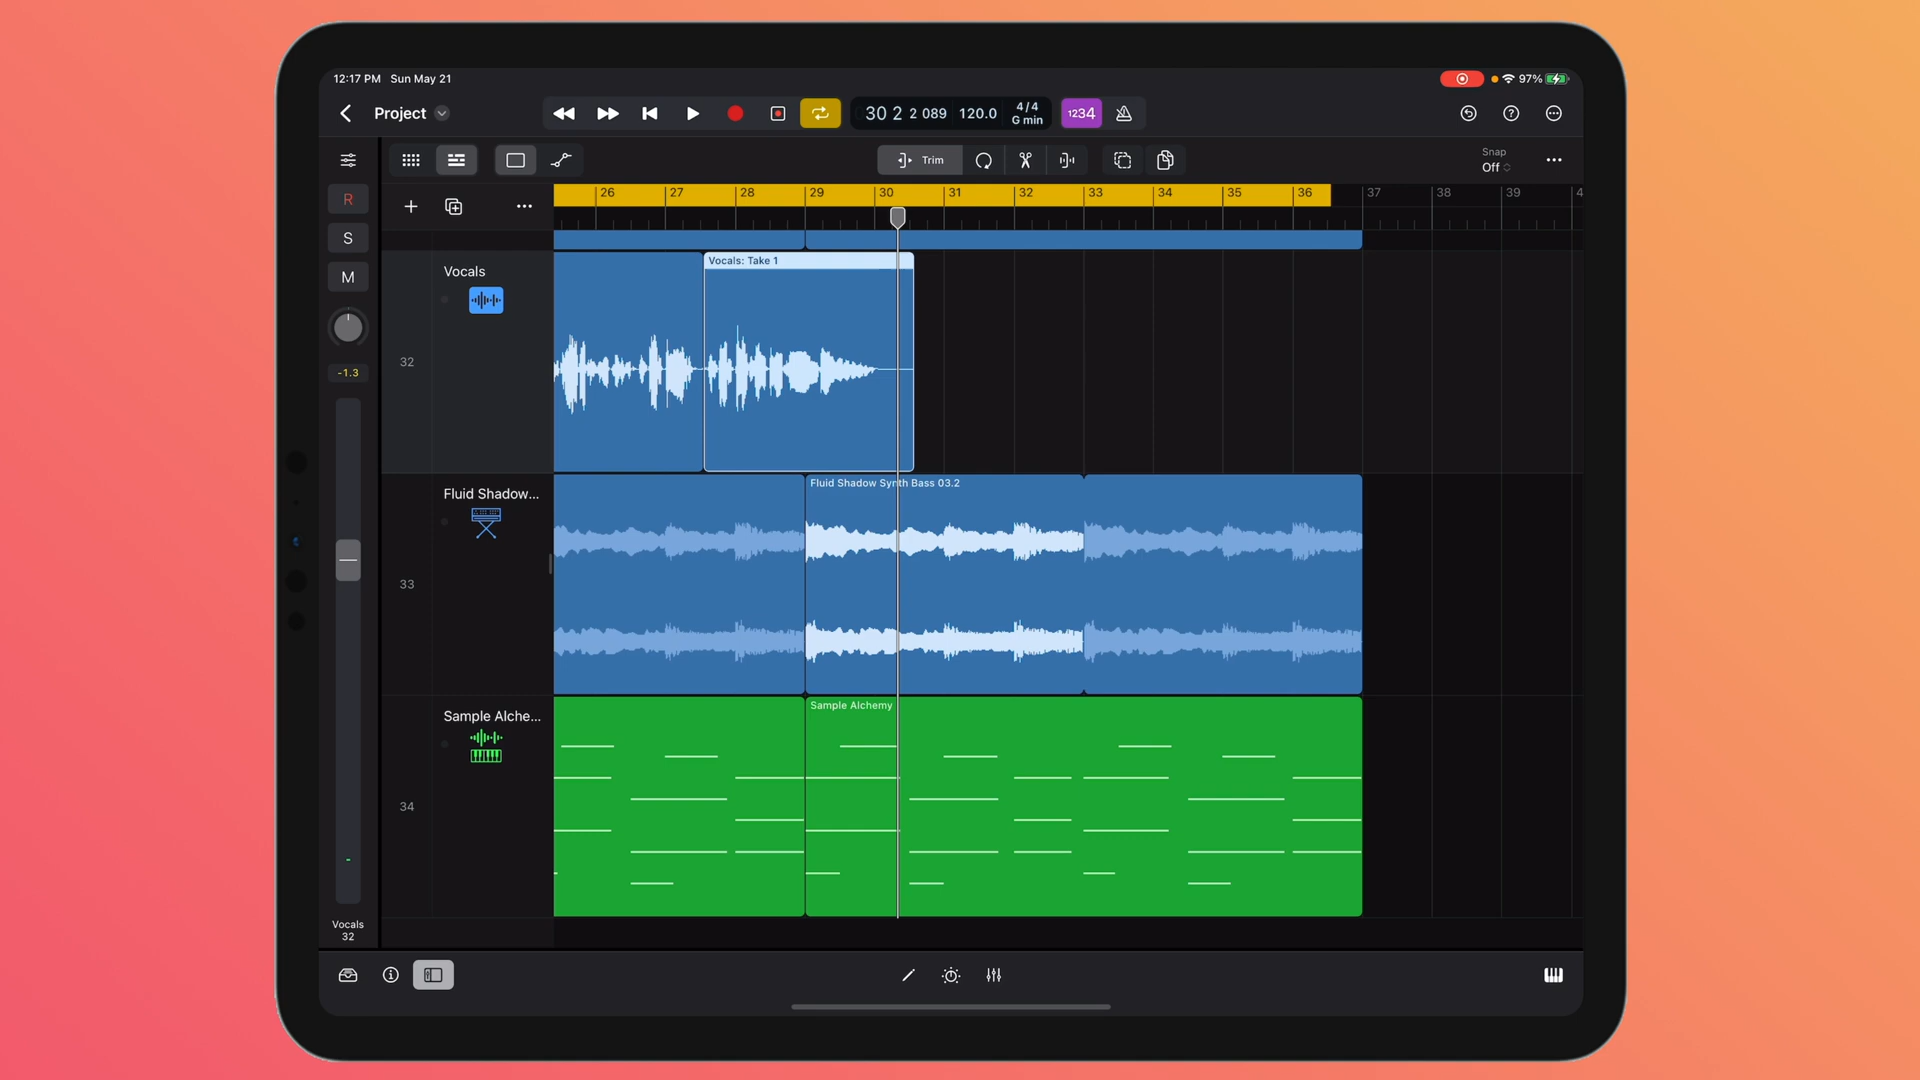 12:17 PM Sun May 21
97%
Project
30 2 2 089 120.0 4/4 G min
1234
Trim
Snap
Off
26 27 28 29 30 31 32 33 34 35 36 37 38 39 4
R
S
M
-1.3
Vocals
32
Vocals: Take 1
Fluid Shadow...
33
Fluid Shadow Synth Bass 03.2
Sample Alche...
34
Sample Alchemy
Vocals
32